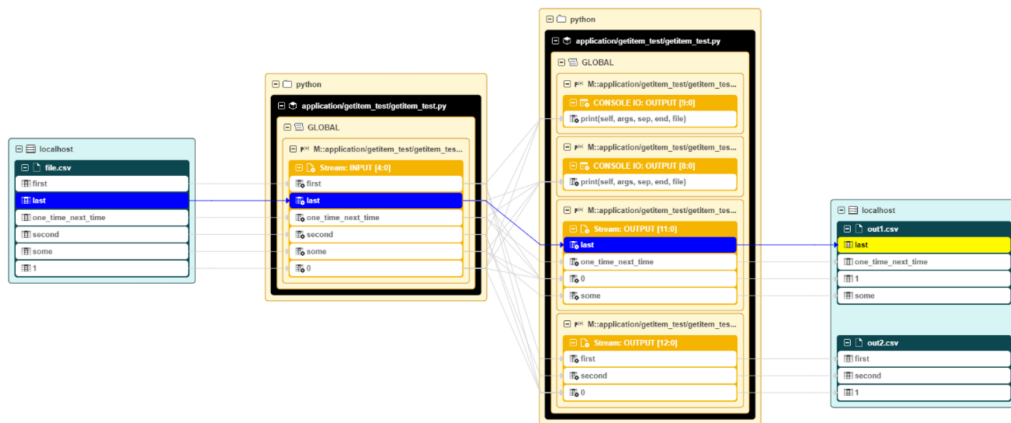 localhost
file.csv
first
last
one_time_next_time
second
some
1
python
application/getitem_test/getitem_test.py
GLOBAL
M::application/getitem_test/getitem_tes...
Stream: INPUT [4:0]
first
last
one_time_next_time
second
some
0
python
application/getitem_test/getitem_test.py
GLOBAL
M::application/getitem_test/getitem_tes...
CONSOLE IO: OUTPUT [9:0]
print(self, args, sep, end, file)
M::application/getitem_test/getitem_tes...
CONSOLE IO: OUTPUT [8:0]
print(self, args, sep, end, file)
M::application/getitem_test/getitem_tes...
Stream: OUTPUT [11:0]
last
one_time_next_time
0
some
M::application/getitem_test/getitem_tes...
Stream: OUTPUT [12:0]
first
second
0
localhost
out1.csv
last
one_time_next_time
1
some
out2.csv
first
second
1